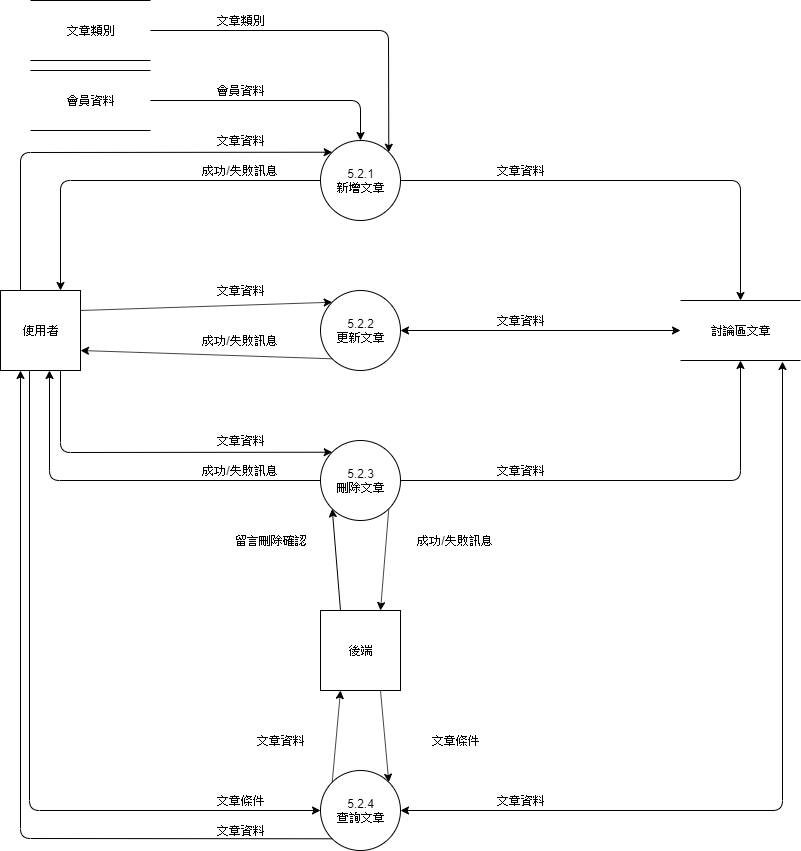 文章類別
文章類別
會員資料
會員資料
文章資料
成功/失敗訊息
5.2.1
新增文章
文章資料
使用者
文章資料
成功/失敗訊息
5.2.2
更新文章
文章資料
討論區文章
文章資料
成功/失敗訊息
5.2.3
刪除文章
文章資料
留言刪除確認
成功/失敗訊息
後端
文章資料
文章條件
文章條件
文章資料
5.2.4
查詢文章
文章資料